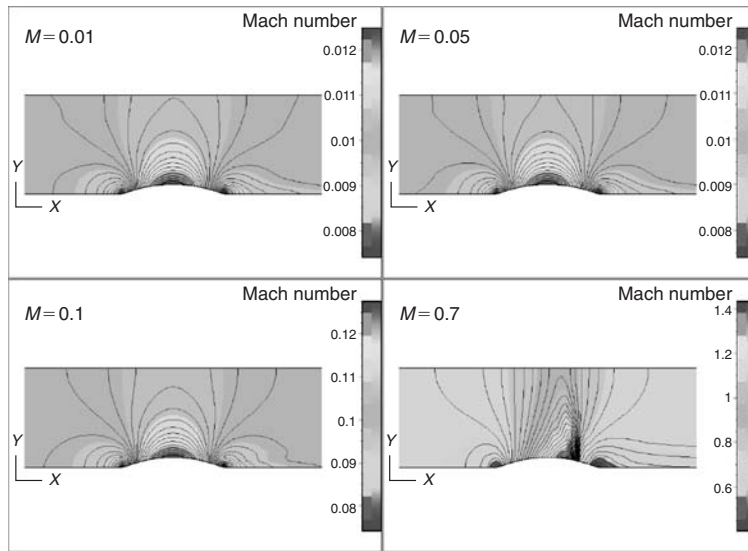 Mach number
M=0.01
0.012
0.011
0.01
0.009
0.008
Y
X
Mach number
M=0.05
0.012
0.011
0.01
0.009
0.008
Y
X
Mach number
M=0.1
0.12
0.11
0.1
0.09
0.08
Y
X
Mach number
M=0.7
1.4
1.2
1
0.8
0.6
Y
X